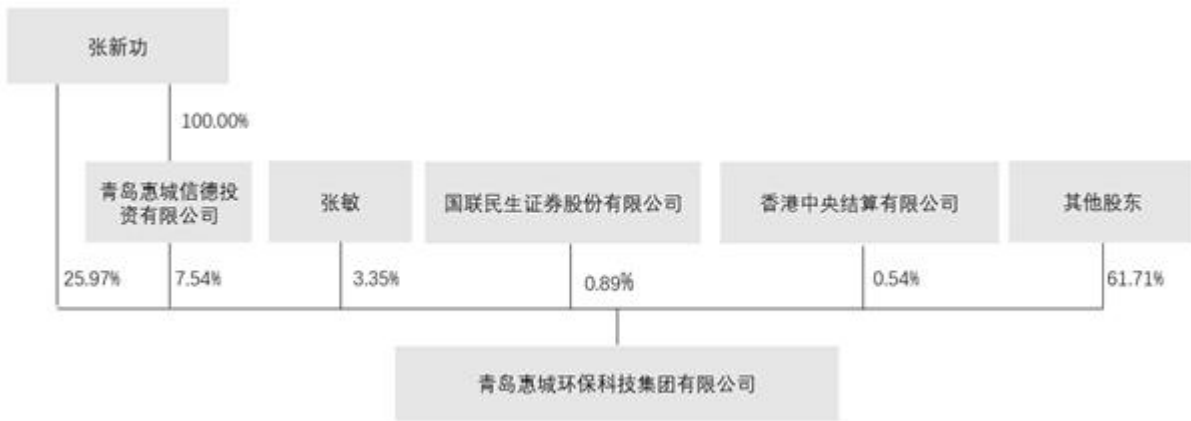 张新功
100.00%
青岛惠城信德投
资有限公司
张敏
国联民生证券股份有限公司
香港中央结算有限公司
其他股东
25.97%
7.54%
3.35%
0.89%
0.54%
61.71%
青岛惠城环保科技集团有限公司